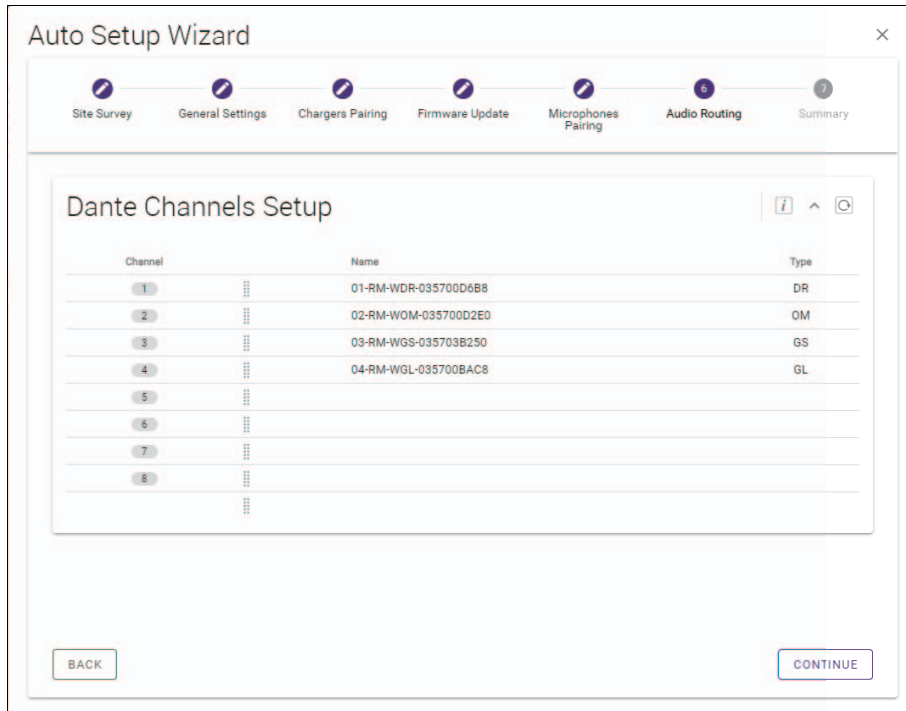 Auto Setup Wizard
Site Survey
General Settings
Chargers Pairing
Firmware Update
Microphones
Pairing
6
Audio Routing
7
Summary
Dante Channels Setup
i
Channel Name Type
1 01-RM-WDR-035700D6B8 DR
2 02-RM-WOM-035700D2E0 OM
3 03-RM-WGS-035703B250 GS
4 04-RM-WGL-035700BAC8 GL
5
6
7
8
BACK CONTINUE